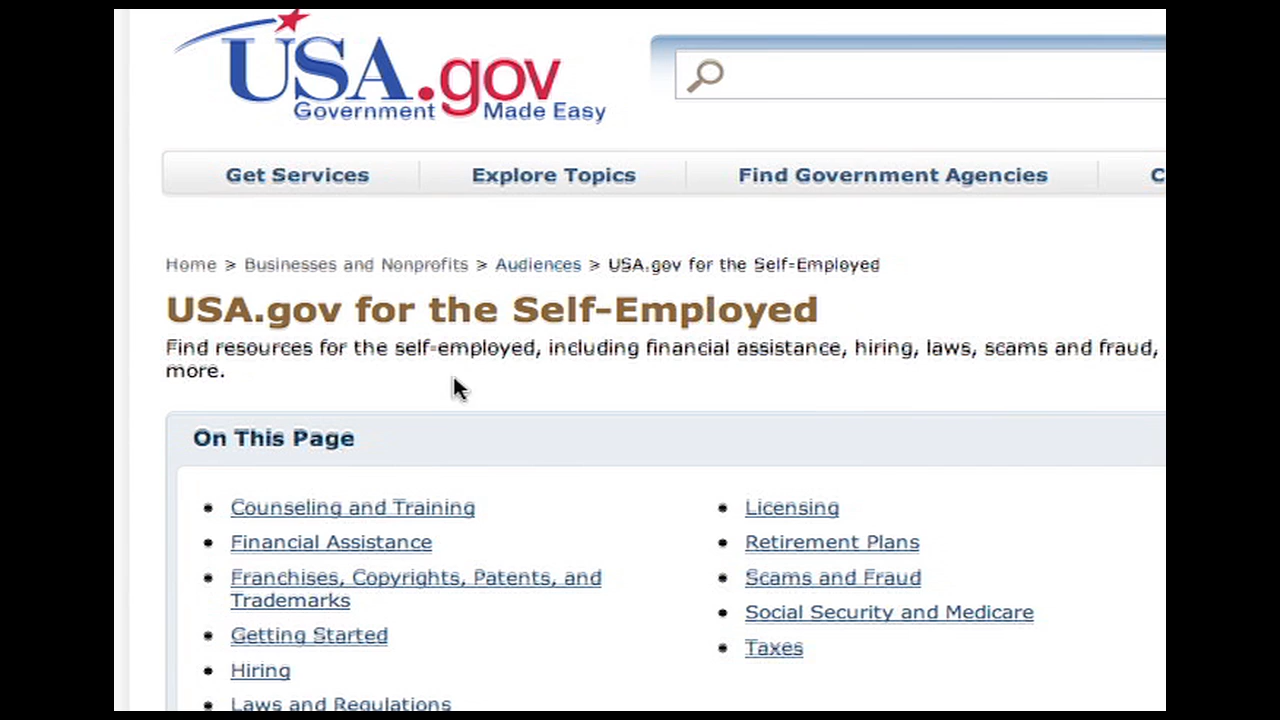 USA.gov
Government Made Easy
Get Services Explore Topics Find Government Agencies C
Home > Businesses and Nonprofits > Audiences > USA.gov for the Self-Employed
USA.gov for the Self-Employed
Find resources for the self-employed, including financial assistance, hiring, laws, scams and fraud,
more.
On This Page
Counseling and Training
Financial Assistance
Franchises, Copyrights, Patents, and
Trademarks
Getting Started
Hiring
Laws and Regulations
Licensing
Retirement Plans
Scams and Fraud
Social Security and Medicare
Taxes